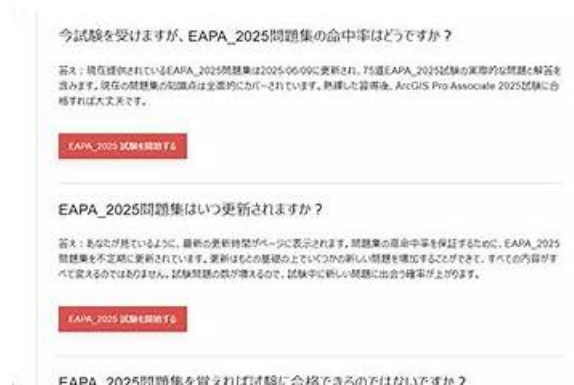 今試験を受けますが、EAPA_2025問題集の命中率はどうですか？
答え：現在提供されているEAPA_2025問題集は2025/06/09に更新され、75道EAPA_2025試験の実際的な問題と解答を
含みます。現在の問題集の知識点は全面的にカバーされています。熟練した習得後、ArcGIS Pro Associate 2025試験に合
格すれば大丈夫です。
EAPA_2025 試験を開始する
EAPA_2025問題集はいつ更新されますか？
答え：あなたが見ているように、最新の更新時間がページに表示されます。問題集の高命中率を保証するために、EAPA_2025
問題集を不定期に更新されています。更新はもとの基礎の上でいくつかの新しい問題を増加することができて、すべての内容がす
べて変えるのではありません。試験問題の数が増えるので、試験中に新しい問題に出会う確率が上がります。
EAPA_2025 試験を開始する
EAPA_2025問題集を覚えれば試験に合格できるのではないですか？